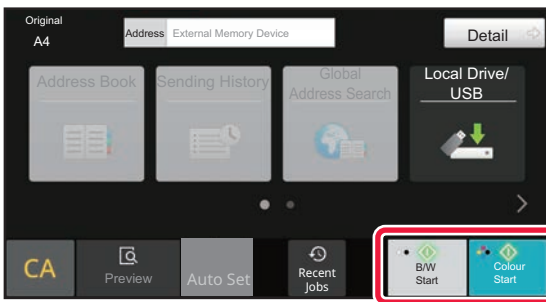 Original
A4
Address External Memory Device
Detail
Address Book
Sending History
Global
Address Search
Local Drive/
USB
CA
Preview
Auto Set
Recent
Jobs
B/W
Start
Colour
Start